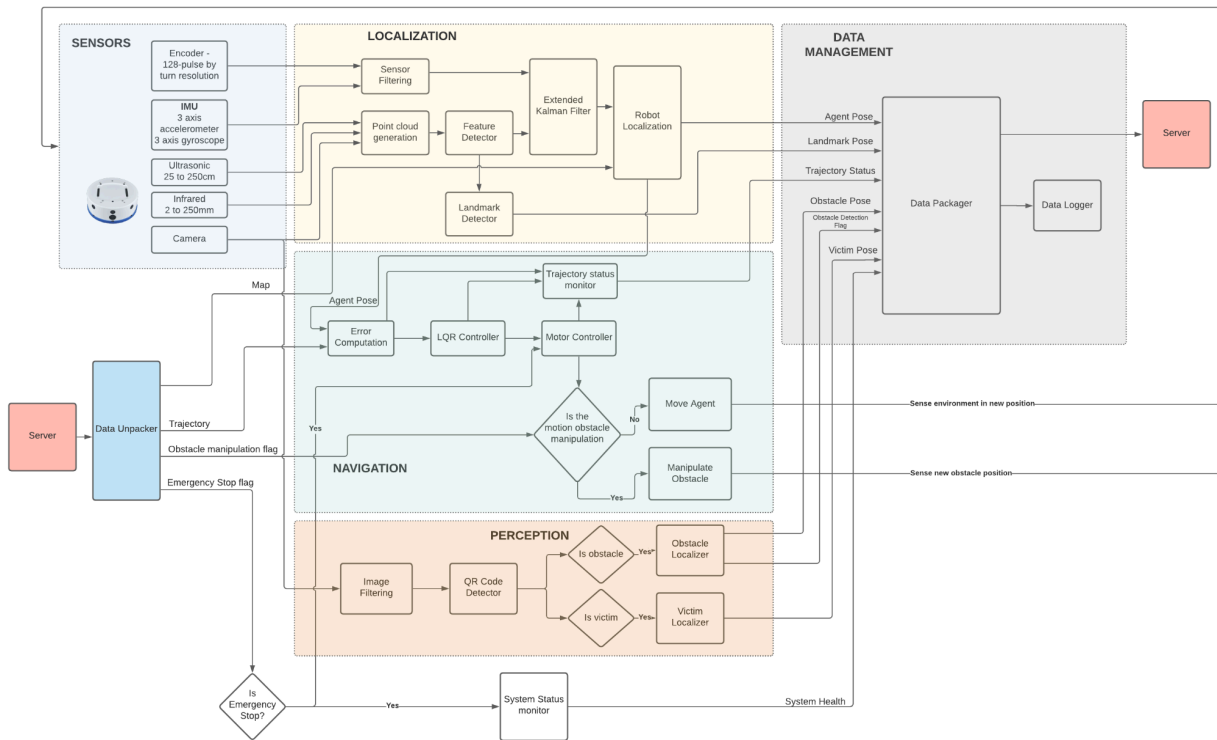 SENSORS
Encoder -
128-pulse by
turn resolution
IMU
3 axis
accelerometer
3 axis gyroscope
Ultrasonic
25 to 250cm
Infrared
2 to 250mm
Camera
LOCALIZATION
Sensor
Filtering
Point cloud
generation
Feature
Detector
Extended
Kalman Filter
Robot
Localization
Landmark
Detector
DATA
MANAGEMENT
Agent Pose
Landmark Pose
Trajectory Status
Obstacle Pose
Obstacle Detection
Flag
Victim Pose
Data Packager
Data Logger
Server
Map
Agent Pose
Error
Computation
LQR Controller
Trajectory status
monitor
Motor Controller
Is the
motion obstacle
manipulation
No
Move Agent
Sense environment in new position
Yes
Manipulate
Obstacle
Sense new obstacle position
NAVIGATION
Server
Data Unpacker
Trajectory
Obstacle manipulation flag
Emergency Stop flag
Yes
PERCEPTION
Image
Filtering
QR Code
Detector
Is obstacle
Yes
Obstacle
Localizer
Is victim
Yes
Victim
Localizer
Is
Emergency
Stop?
Yes
System Status
monitor
System Health